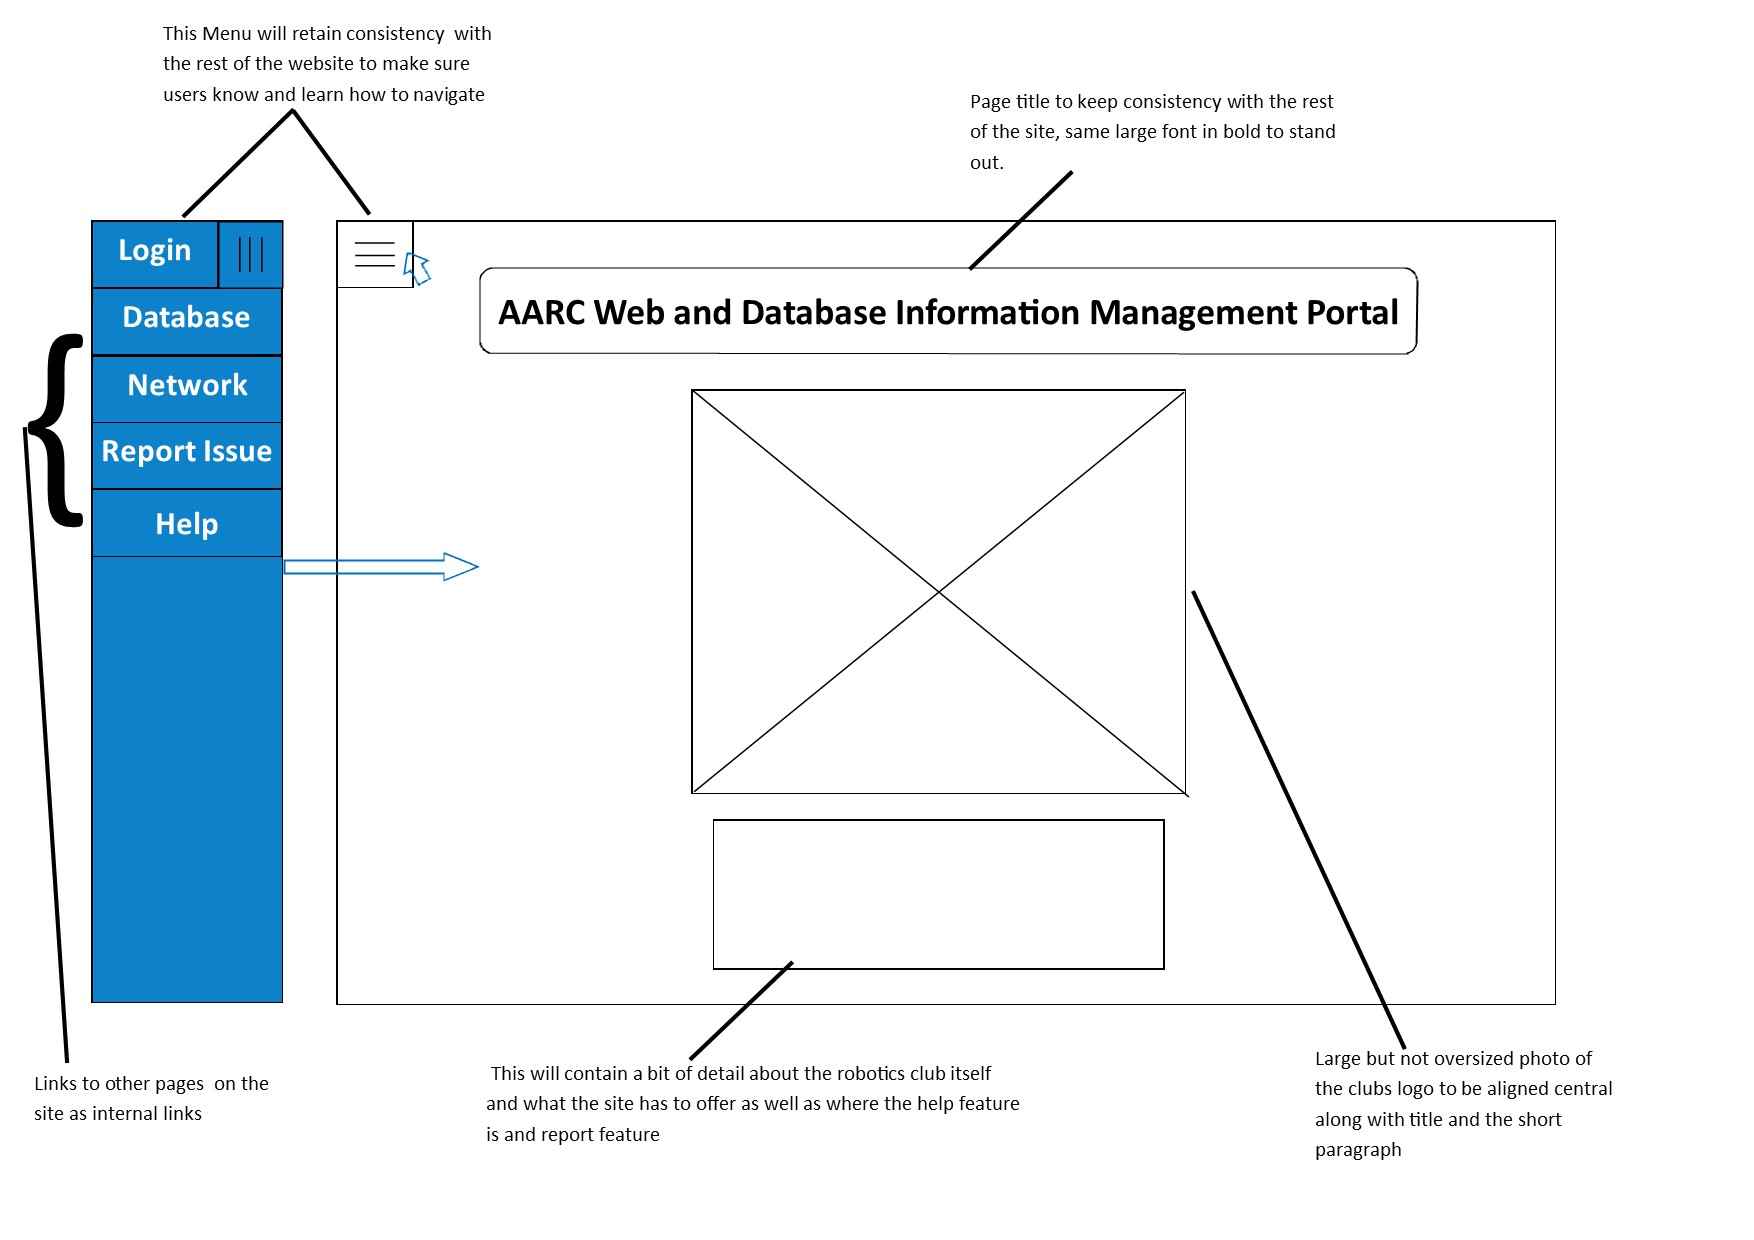 This Menu will retain consistency  with
the rest of the website to make sure
users know and learn how to navigate
Page title to keep consistency with the rest
of the site, same large font in bold to stand
out.
Login
Database
Network
Report Issue
Help
AARC Web and Database Information Management Portal
Links to other pages  on the
site as internal links
This will contain a bit of detail about the robotics club itself
and what the site has to offer as well as where the help feature
is and report feature
Large but not oversized photo of
the clubs logo to be aligned central
along with title and the short
paragraph